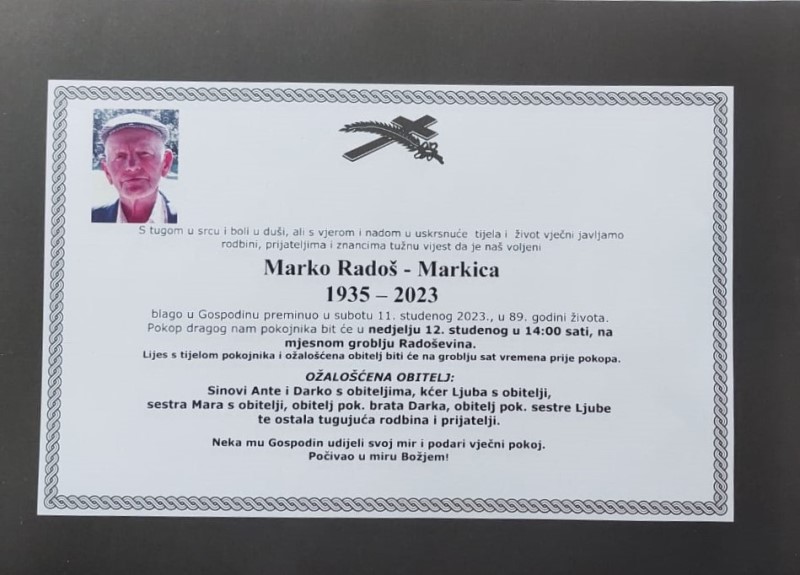 S tugom u srcu i boli u duši, ali s vjerom i nadom u uskrsnuće tijela i život vječni javljamo
rodbini, prijateljima i znancima tužnu vijest da je naš voljeni
Marko Radoš - Markica
1935 – 2023
blago u Gospodinu preminuo u subotu 11. studenog 2023., u 89. godini života.
Pokop dragog nam pokojnika bit će u nedjelju 12. studenog u 14:00 sati, na
mjesnom groblju Radoševina.
Lijes s tijelom pokojnika i ožalošćena obitelj biti će na groblju sat vremena prije pokopa.
OŽALOŠĆENA OBITELJ:
Sinovi Ante i Darko s obiteljima, kćer Ljuba s obitelji,
sestra Mara s obitelji, obitelj pok. brata Darka, obitelj pok. sestre Ljube
te ostala tugujuća rodbina i prijatelji.
Neka mu Gospodin udijeli svoj mir i podari vječni pokoj.
Počivao u miru Božjem!